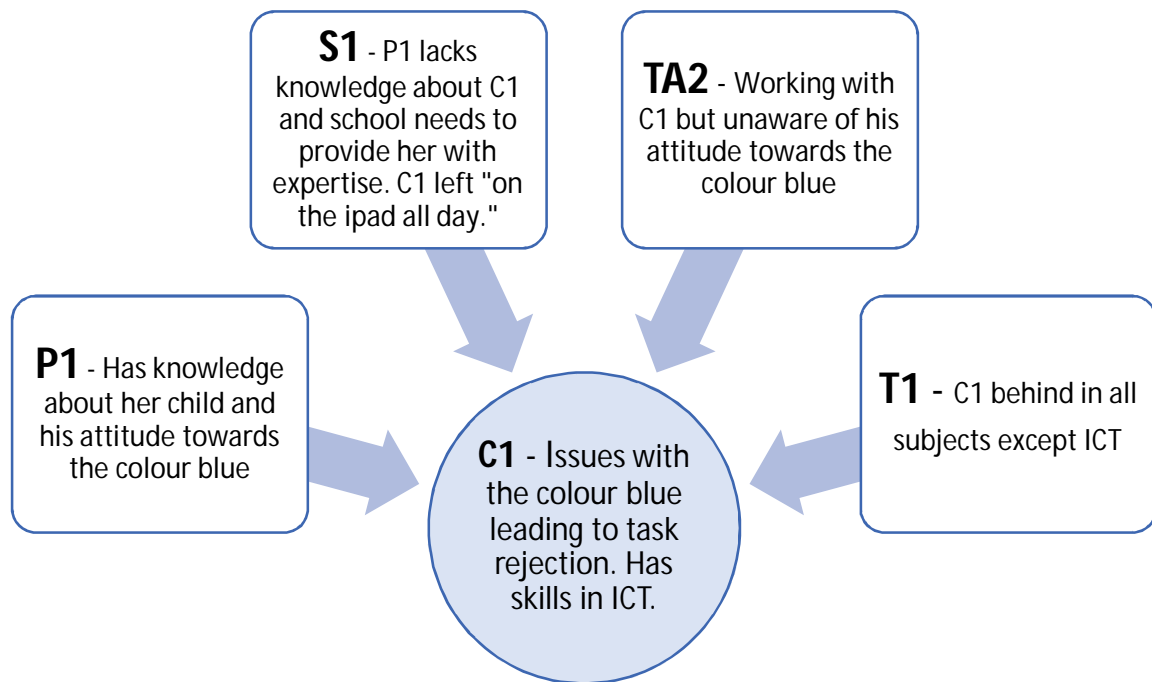 S1 - P1 lacks
knowledge about C1
and school needs to
provide her with
expertise. C1 left "on
the ipad all day."
TA2 - Working with
C1 but unaware of his
attitude towards the
colour blue
P1 - Has knowledge
about her child and
his attitude towards
the colour blue
T1 - C1 behind in all
subjects except ICT
C1 - Issues with
the colour blue
leading to task
rejection. Has
skills in ICT.